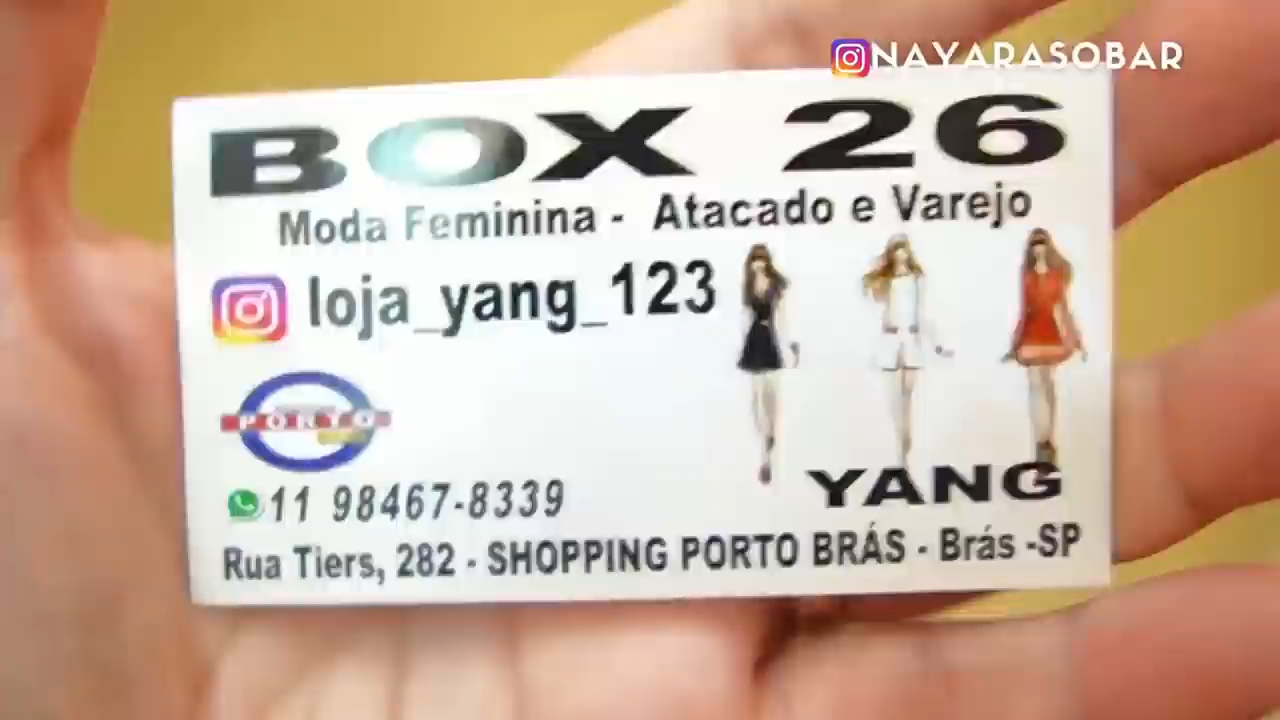 NAYARASOBAR
BOX 26
Moda Feminina - Atacado e Varejo
loja_yang_123
PORTO
YANG
11 98467-8339
Rua Tiers, 282 - SHOPPING PORTO BRÁS - Brás -SP